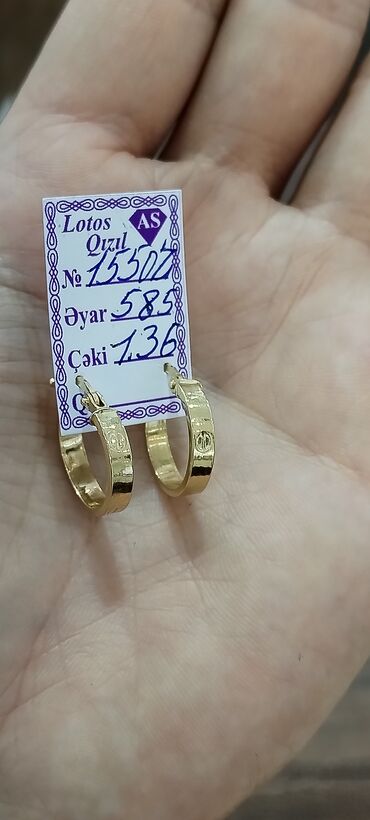 Lotos
AS
Qızıl
№ 15507
Əyar 585
Çəki 1,36
Q